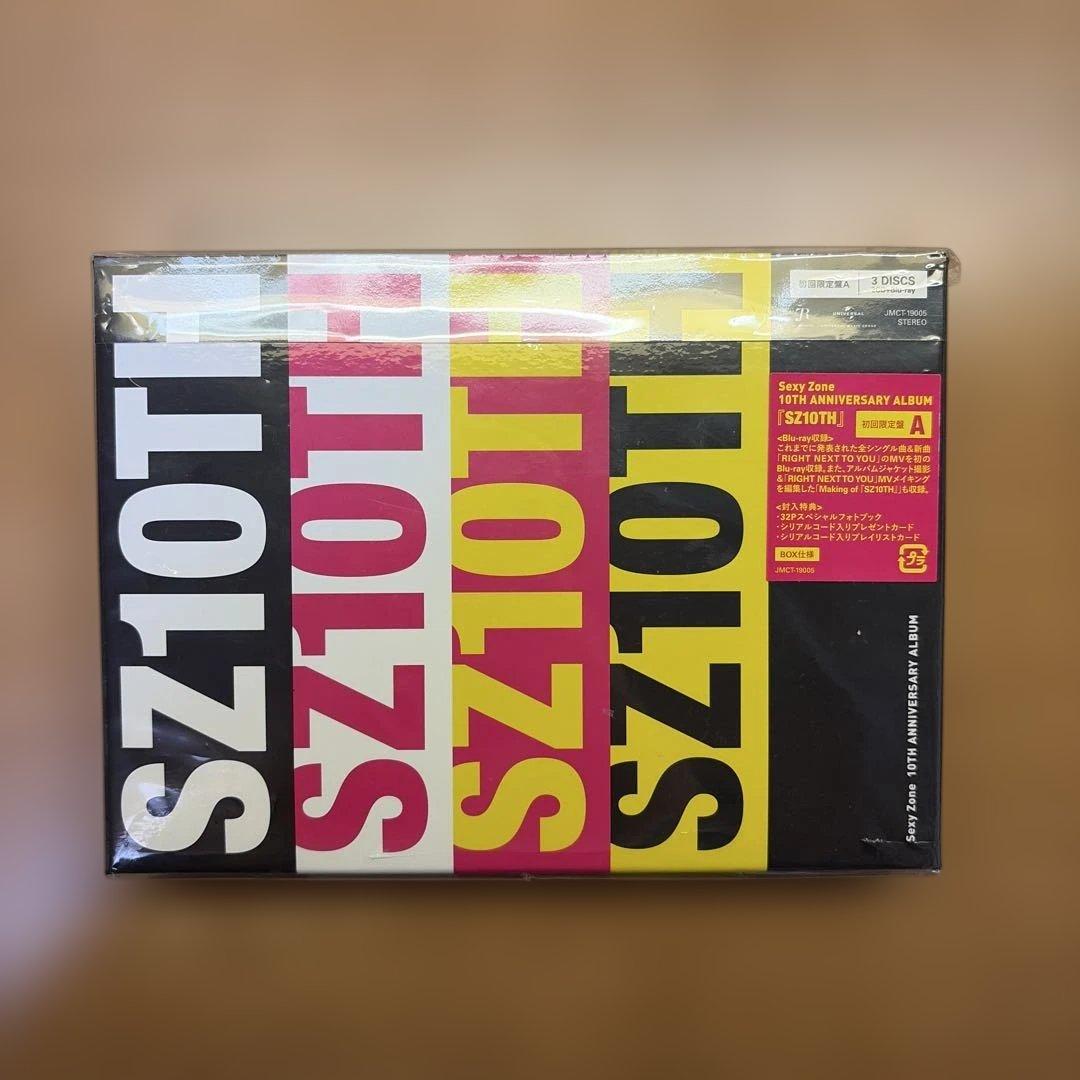 SZ10TH
SZ10TH
SZ10TH
SZ10TH
初回限定盤A
3 DISCS
2CD+Blu-ray
UNIVERSAL
JMCT-19005
STEREO
Sexy Zone
10TH ANNIVERSARY ALBUM
『SZ10TH』 初回限定盤 A
<Blu-ray収録>
これまでに発表された全シングル曲&新曲
「RIGHT NEXT TO YOU」のMVを初の
Blu-ray収録。また、アルバムジャケット撮影
&「RIGHT NEXT TO YOU」MVメイキング
を編集した「Making of 『SZ10TH』」も収録。
<封入特典>
・32Pスペシャルフォトブック
・シリアルコード入りプレゼントカード
・シリアルコード入りプレイリストカード
BOX仕様
プラ
JMCT-19005
Sexy Zone 10TH ANNIVERSARY ALBUM